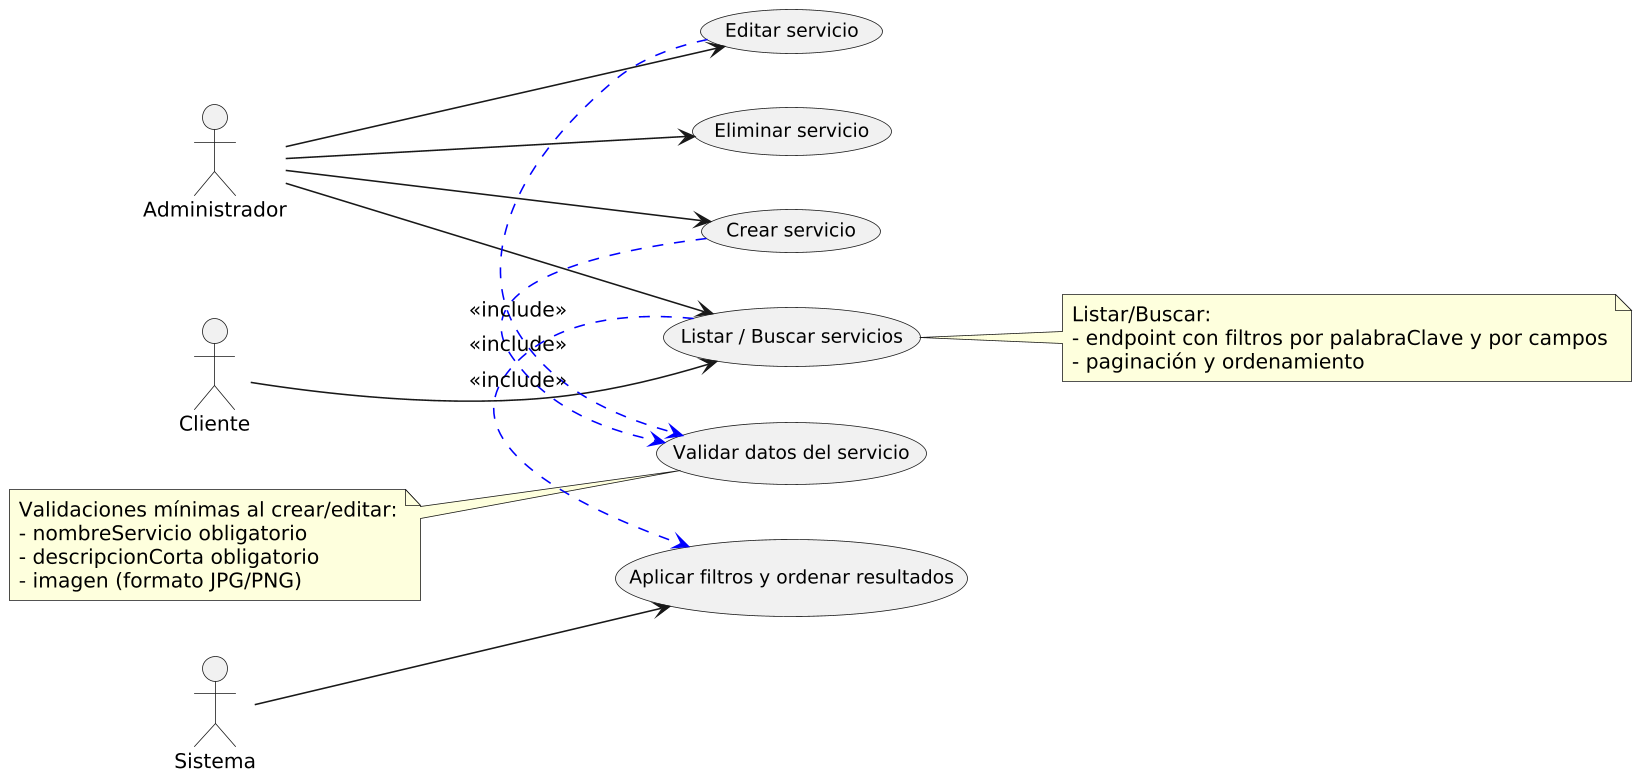 Editar servicio
Eliminar servicio
Administrador
Crear servicio
«include»
Listar / Buscar servicios
Listar/Buscar:
- endpoint con filtros por palabraClave y por campos
- paginación y ordenamiento
«include»
«include»
Cliente
Validar datos del servicio
Validaciones mínimas al crear/editar:
- nombreServicio obligatorio
- descripcionCorta obligatorio
- imagen (formato JPG/PNG)
Aplicar filtros y ordenar resultados
Sistema